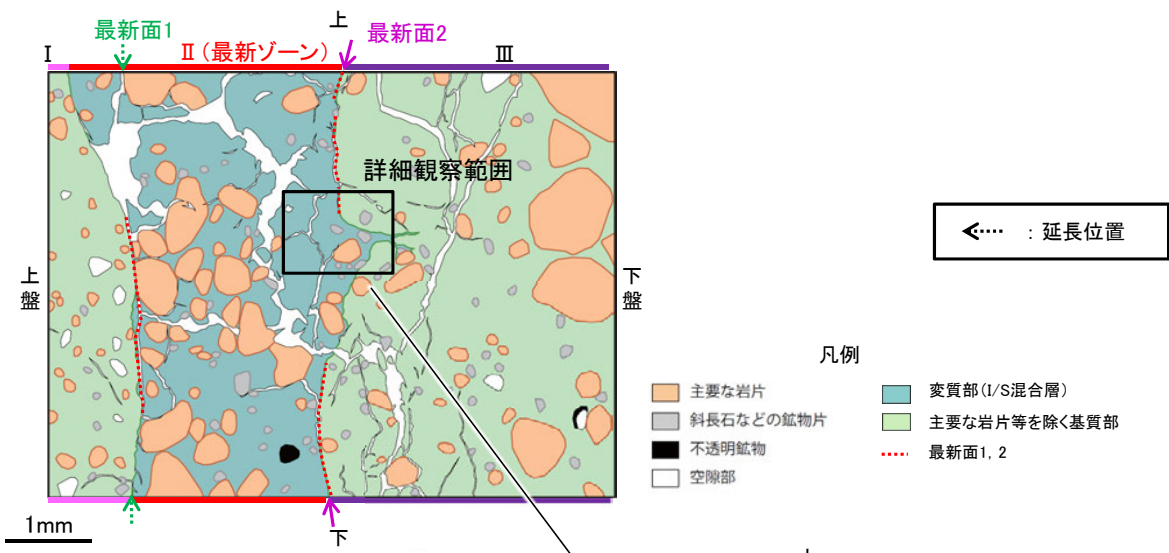 上
最新面1
最新面2
Ⅰ
Ⅱ（最新ゾーン）
Ⅲ
詳細観察範囲
：延長位置
上盤
下盤
凡例
主要な岩片
変質部(I/S混合層)
斜長石などの鉱物片
主要な岩片等を除く基質部
不透明鉱物
最新面1, 2
空隙部
1mm
下